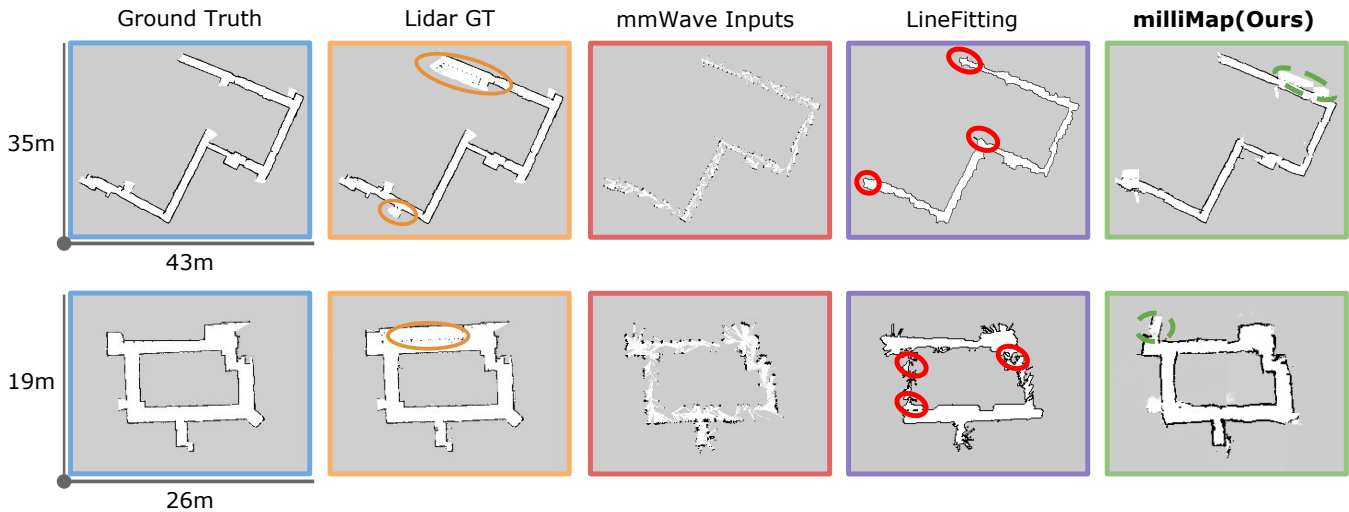 Ground Truth
Lidar GT
mmWave Inputs
LineFitting
milliMap(Ours)
35m
43m
19m
26m